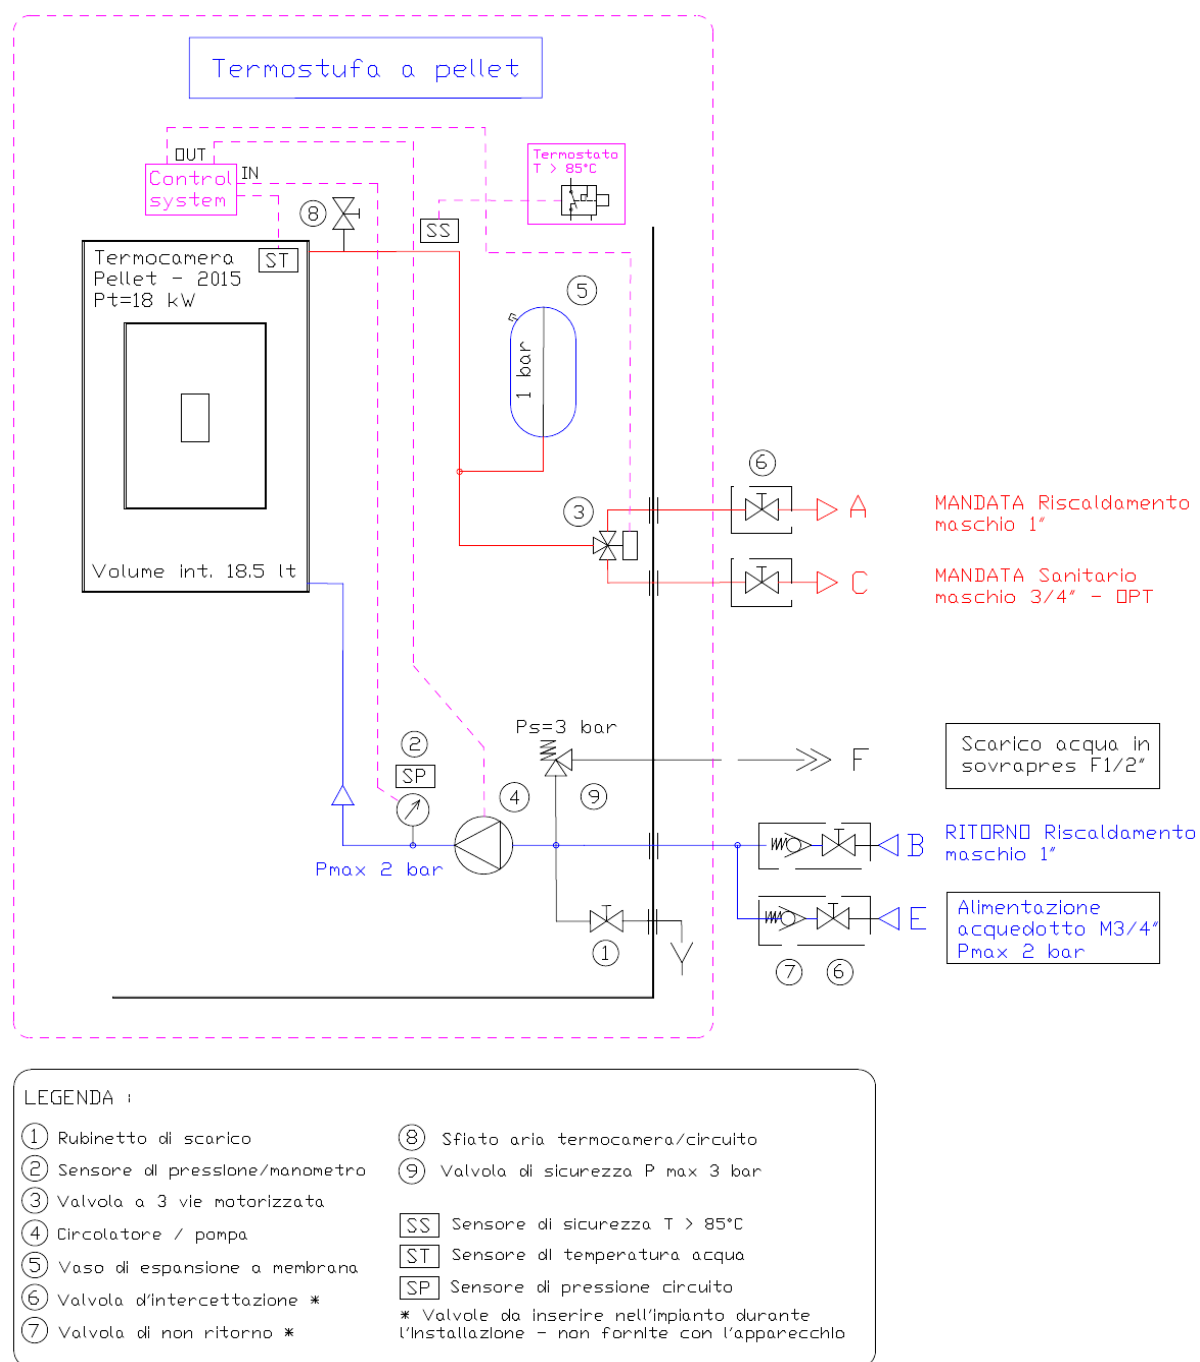 Termostufa a pellet
OUT
IN
Control
system
Termostato
T > 85°C
8
SS
Termocamera
Pellet - 2015
Pt=18 kW
ST
5
1 bar
6
3
A
MANDATA Riscaldamento
maschio 1"
Volume int. 18.5 lt
C
MANDATA Sanitario
maschio 3/4" - OPT
Ps=3 bar
2
SP
F
Scarico acqua in
sovrapres F1/2"
4
9
Pmax 2 bar
B
RITORNO Riscaldamento
maschio 1"
E
Alimentazione
acquedotto M3/4"
Pmax 2 bar
1
7
6
LEGENDA :
1 Rubinetto di scarico
2 Sensore di pressione/manometro
3 Valvola a 3 vie motorizzata
4 Circolatore / pompa
5 Vaso di espansione a membrana
6 Valvola d'intercettazione *
7 Valvola di non ritorno *
8 Sfiato aria termocamera/circuito
9 Valvola di sicurezza P max 3 bar
SS Sensore di sicurezza T > 85°C
ST Sensore di temperatura acqua
SP Sensore di pressione circuito
* Valvole da inserire nell'impianto durante
l'installazione - non fornite con l'apparecchio